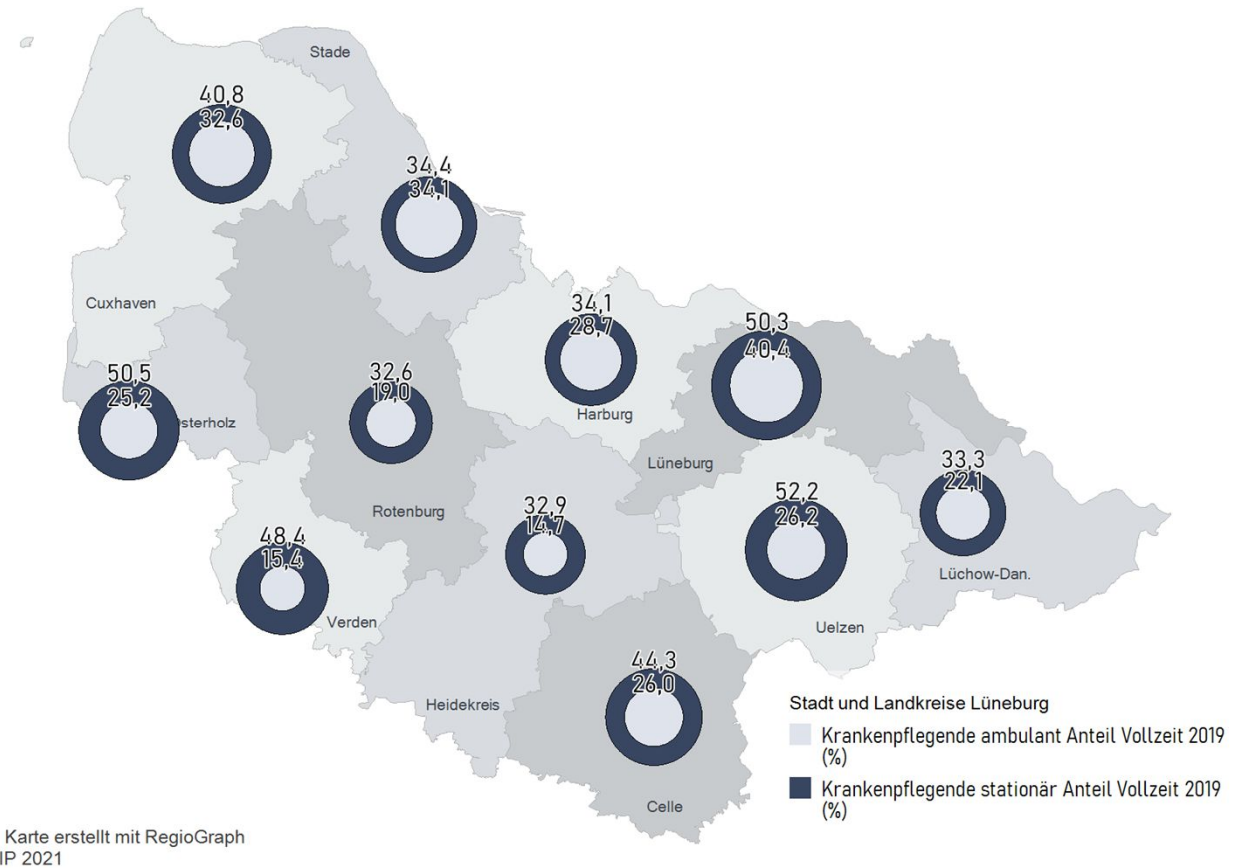 Stade
40,8
32,6
34,4
34,1
Cuxhaven
34,1
28,7
50,3
40,4
50,5
25,2
sterholz
32,6
19,0
Harburg
Lüneburg
33,3
22,1
Rotenburg
32,9
14,7
52,2
26,2
48,4
15,4
Lüchow-Dan.
Verden
Uelzen
44,3
26,0
Heidekreis
Celle
Stadt und Landkreise Lüneburg
Krankenpflegende ambulant Anteil Vollzeit 2019
(%)
Krankenpflegende stationär Anteil Vollzeit 2019
(%)
Karte erstellt mit RegioGraph
IP 2021